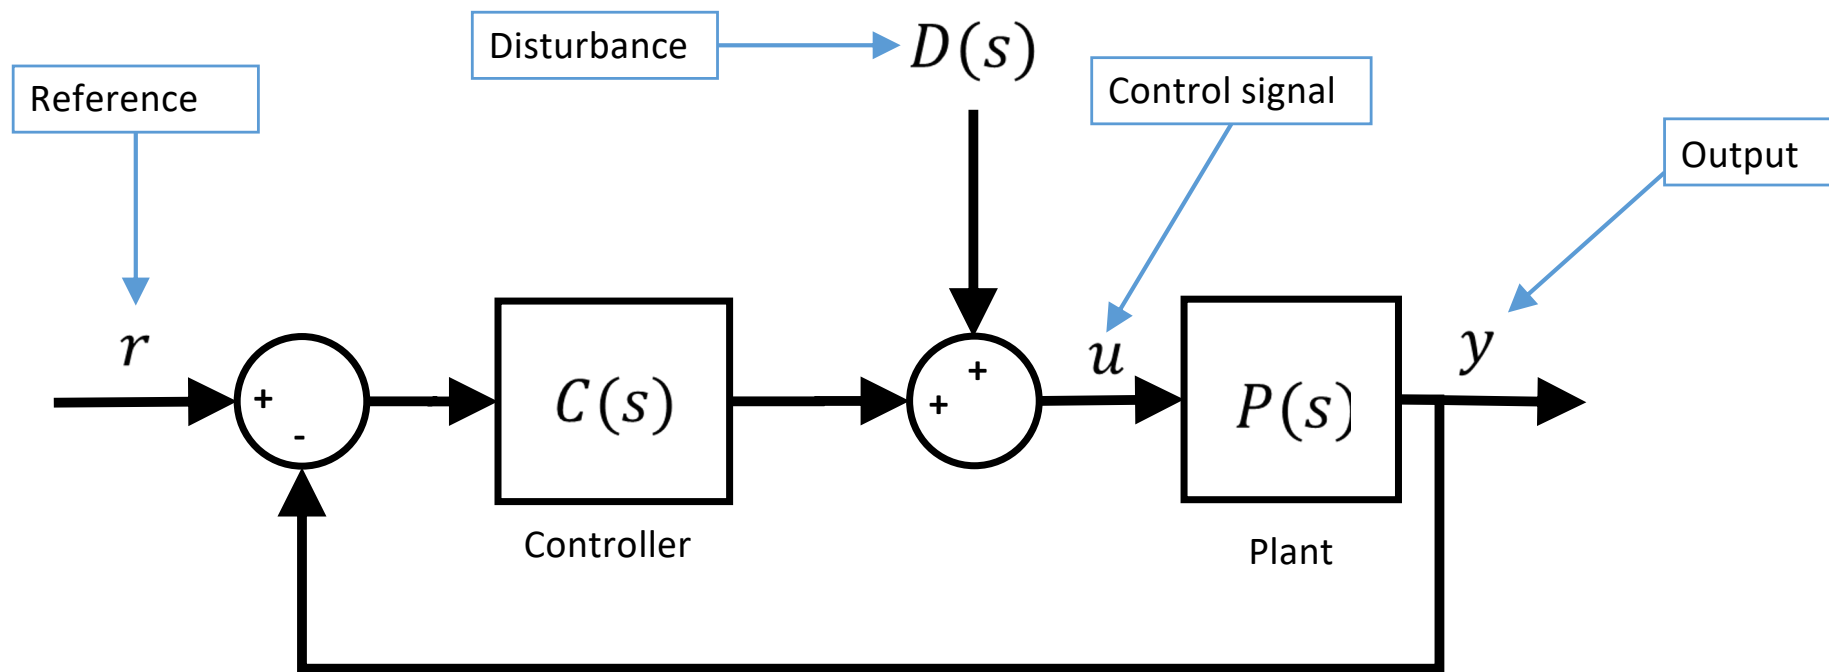 Disturbance
D(s)
Control signal
Reference
Output
r
u
y
+
-
C(s)
+
+
P(s)
Controller
Plant